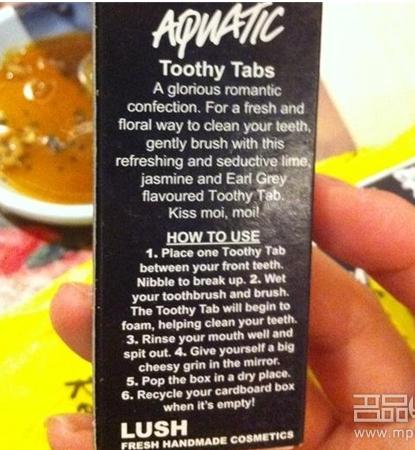 AQUATIC
Toothy Tabs
A glorious romantic
confection. For a fresh and
floral way to clean your teeth,
gently brush with this
refreshing and seductive lime,
jasmine and Earl Grey
flavoured Toothy Tab.
Kiss moi, moi!
HOW TO USE
1. Place one Toothy Tab
between your front teeth.
Nibble to break up. 2. Wet
your toothbrush and brush.
The Toothy Tab will begin to
foam, helping clean your teeth.
3. Rinse your mouth well and
spit out. 4. Give yourself a big
cheesy grin in the mirror.
5. Pop the box in a dry place.
6. Recycle your cardboard box
when it's empty!
LUSH
FRESH HANDMADE COSMETICS
www.mp